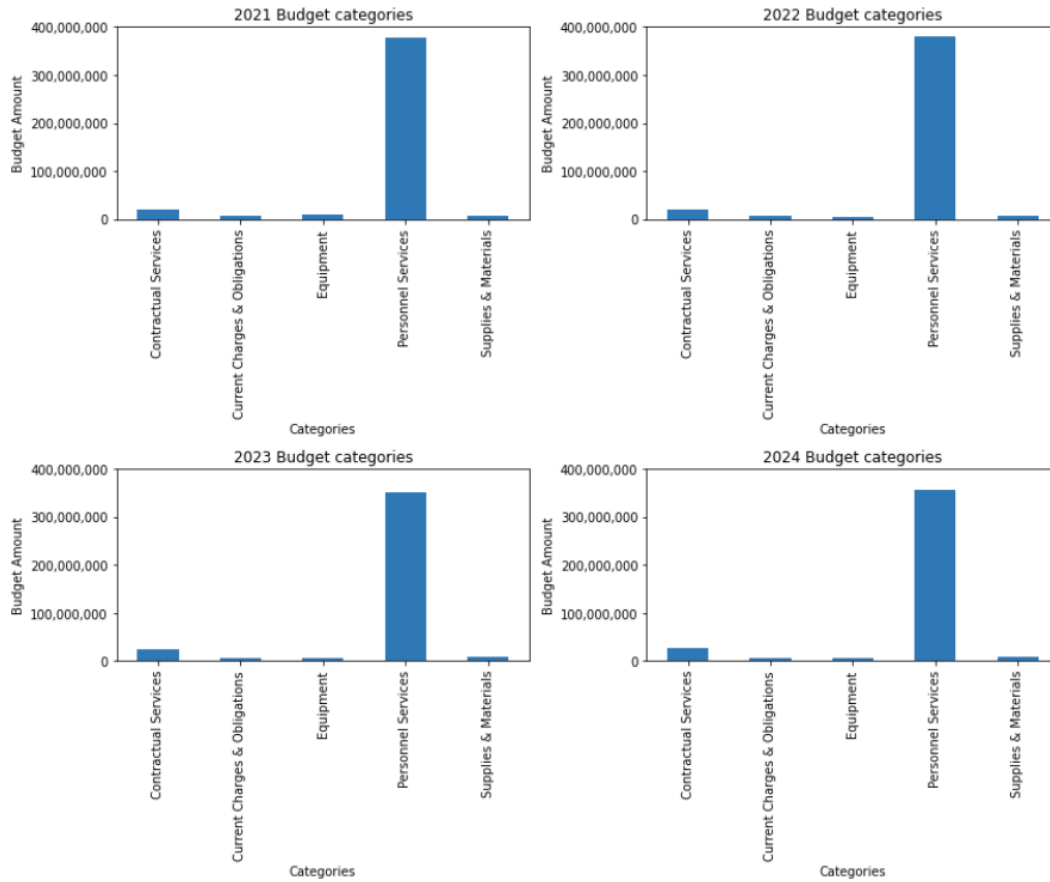 2021 Budget categories
400,000,000
300,000,000
200,000,000
100,000,000
0
Budget Amount
Contractual Services
Current Charges & Obligations
Equipment
Personnel Services
Supplies & Materials
Categories
2022 Budget categories
400,000,000
300,000,000
200,000,000
100,000,000
0
Budget Amount
Contractual Services
Current Charges & Obligations
Equipment
Personnel Services
Supplies & Materials
Categories
2023 Budget categories
400,000,000
300,000,000
200,000,000
100,000,000
0
Budget Amount
Contractual Services
Current Charges & Obligations
Equipment
Personnel Services
Supplies & Materials
Categories
2024 Budget categories
400,000,000
300,000,000
200,000,000
100,000,000
0
Budget Amount
Contractual Services
Current Charges & Obligations
Equipment
Personnel Services
Supplies & Materials
Categories